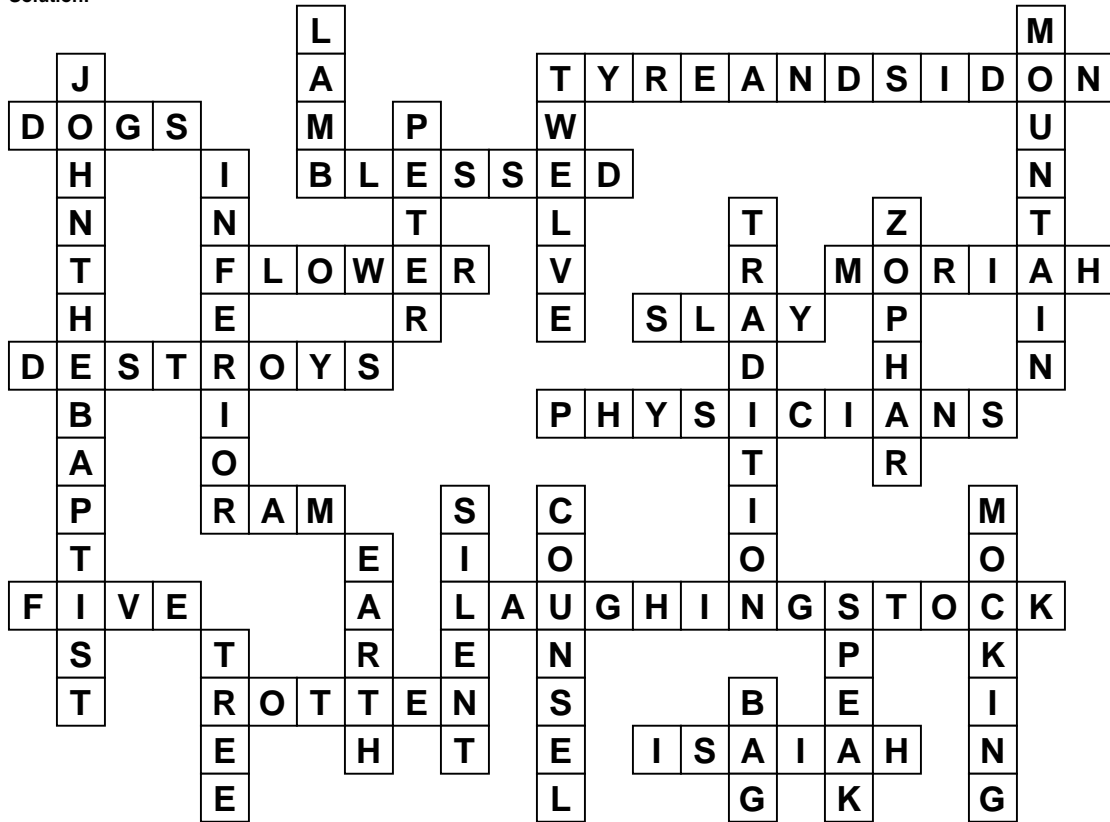 Solution:
L M
J A T Y R E A N D S I D O N
D O G S M P W U
H I B L E S S E D N
N N T L T Z T
T F L O W E R V R M O R I A H
H E R E S L A Y P I
D E S T R O Y S D H N
B I P H Y S I C I A N S
A O T R
P R A M S C I M
T E I O O O
F I V E A L A U G H I N G S T O C K
S T R E N P K
T R O T T E N S B E I
E H T E I S A I A H N
E L G K G